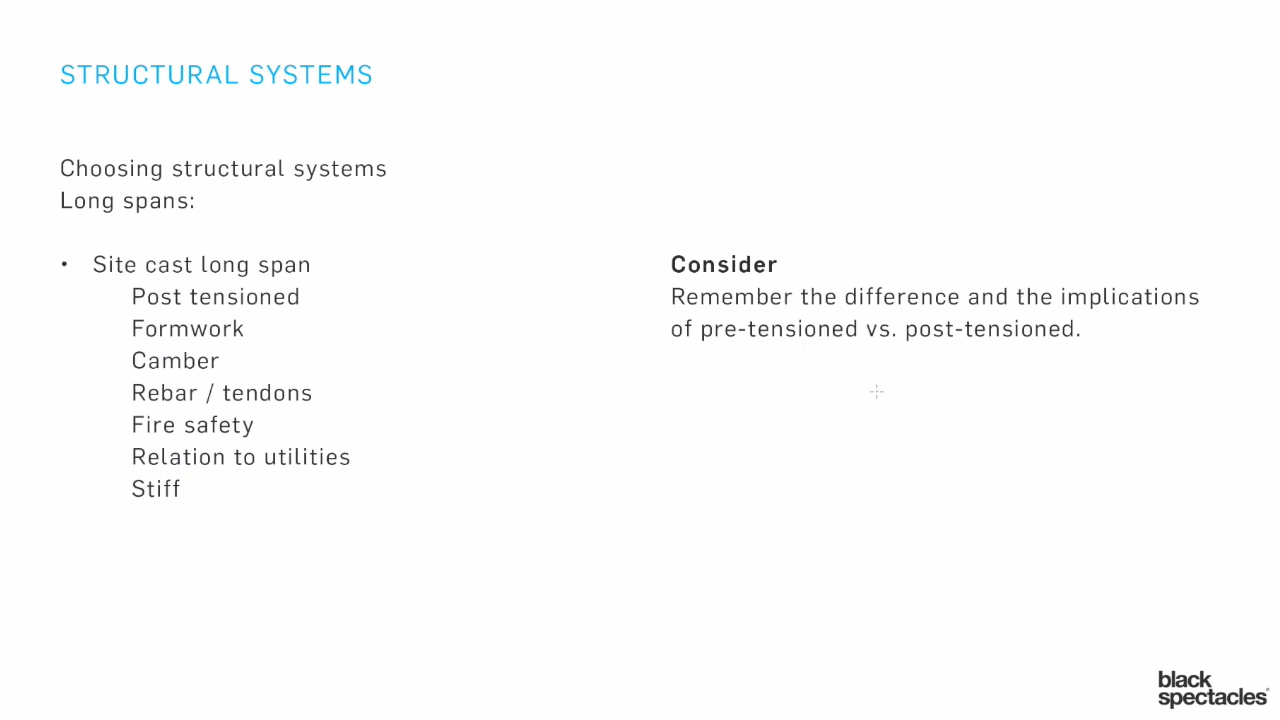 STRUCTURAL SYSTEMS
Choosing structural systems
Long spans:
• Site cast long span
Post tensioned
Formwork
Camber
Rebar / tendons
Fire safety
Relation to utilities
Stiff
Consider
Remember the difference and the implications
of pre-tensioned vs. post-tensioned.
black
spectacles